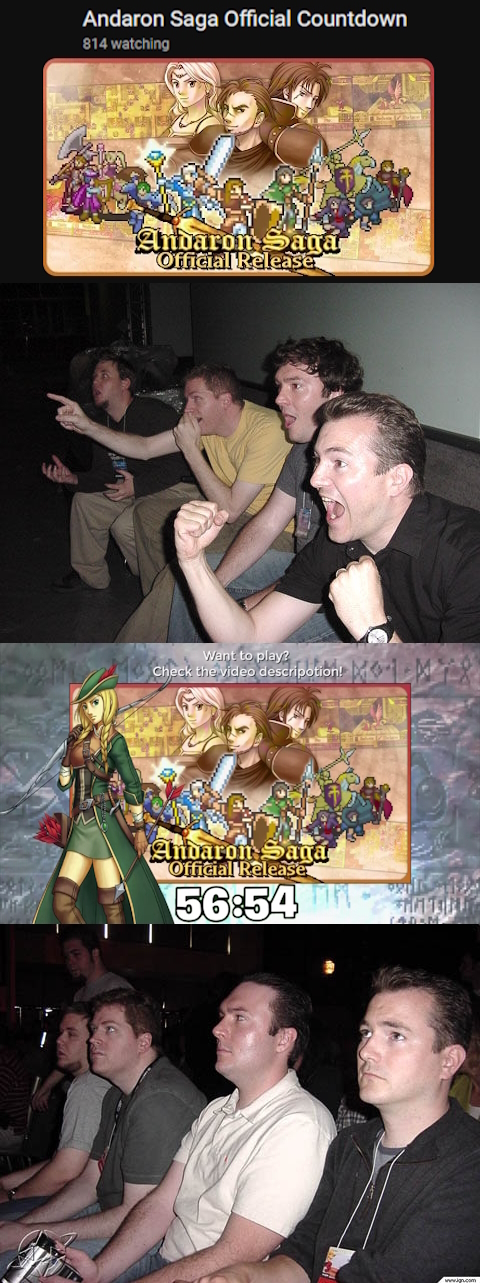 Andaron Saga Official Countdown
814 watching
Andaron Saga
Official Release
Want to play?
Check the video descripotion!
Andaron Saga
Official Release
56:54
www.ign.com